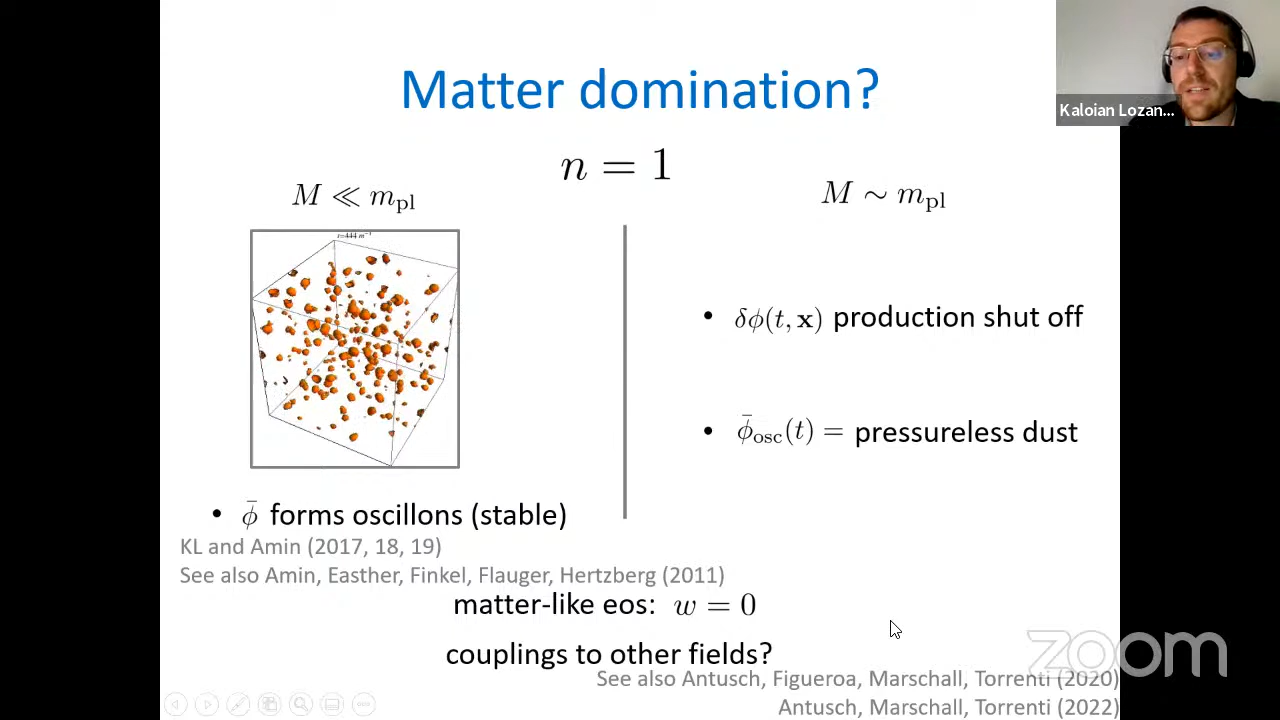 Matter domination?
n = 1
M ≪ m_pl
M ∼ m_pl
t=444 m⁻¹
• δϕ(t, x) production shut off
• ϕ̄_osc(t) = pressureless dust
• ϕ̄ forms oscillons (stable)
KL and Amin (2017, 18, 19)
See also Amin, Easther, Finkel, Flauger, Hertzberg (2011)
matter-like eos: w = 0
couplings to other fields?
See also Antusch, Figueroa, Marschall, Torrenti (2020)
Antusch, Marschall, Torrenti (2022)
Kaloian Lozan...
zoom